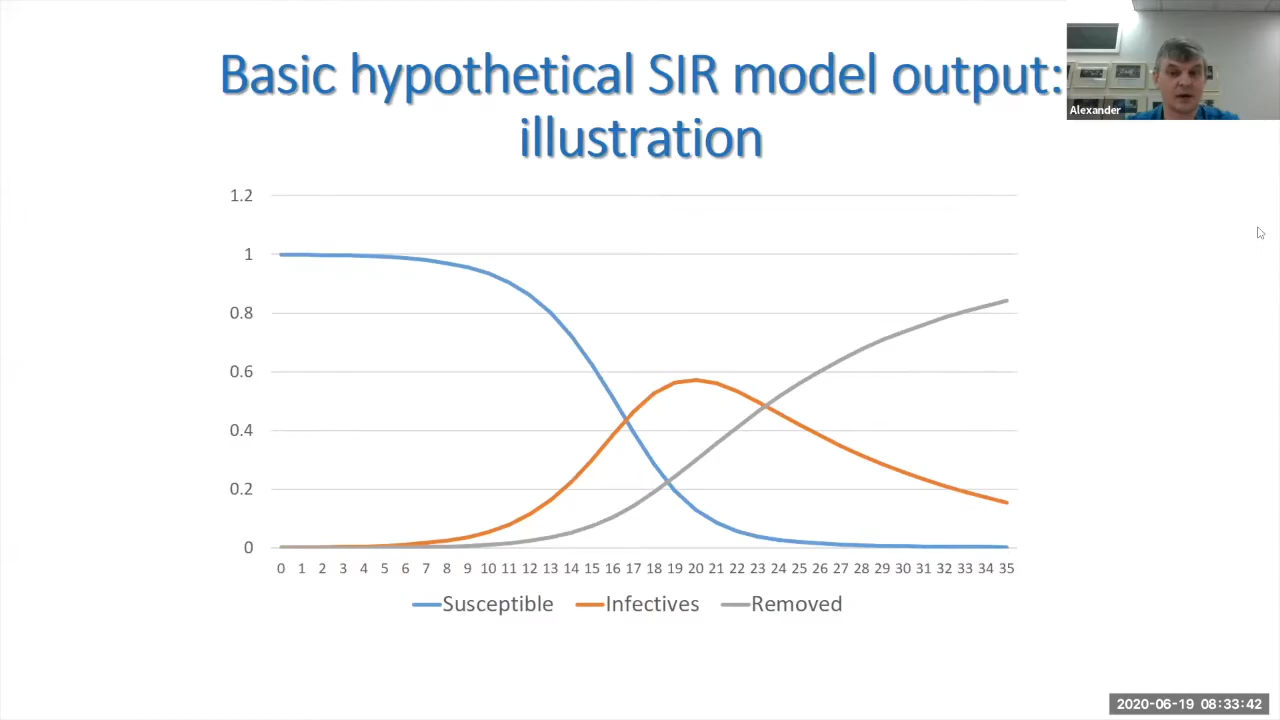 Basic hypothetical SIR model output:
illustration
Alexander
1.2
1
0.8
0.6
0.4
0.2
0
0 1 2 3 4 5 6 7 8 9 10 11 12 13 14 15 16 17 18 19 20 21 22 23 24 25 26 27 28 29 30 31 32 33 34 35
Susceptible Infectives Removed
2020-06-19 08:33:42